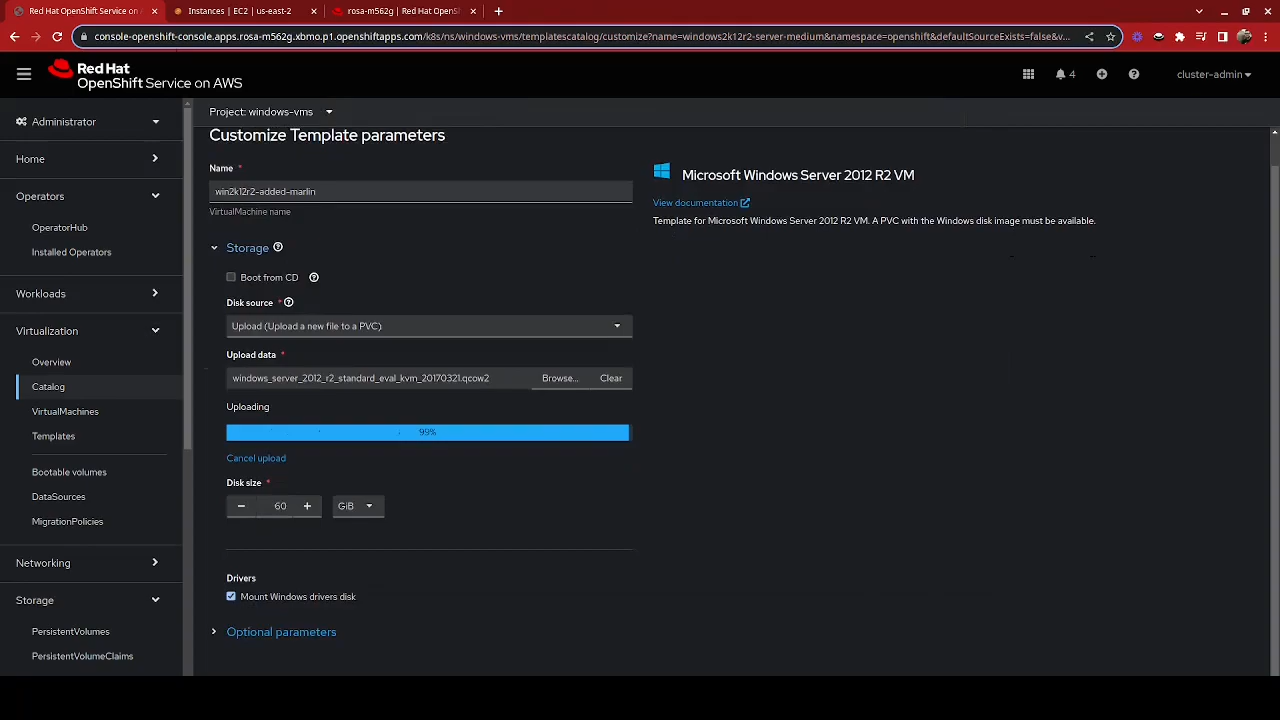 Red Hat OpenShift Service on A
Instances | EC2 | us-east-2
rosa-m562g | Red Hat OpenSh
console-openshift-console.apps.rosa-m562g.xbmo.p1.openshiftapps.com/k8s/ns/windows-vms/templatescatalog/customize?name=windows2k12r2-server-medium&namespace=openshift&defaultSourceExists=false&v...
Red Hat
OpenShift Service on AWS
4
cluster-admin
Administrator
Home
Operators
OperatorHub
Installed Operators
Workloads
Virtualization
Overview
Catalog
VirtualMachines
Templates
Bootable volumes
DataSources
MigrationPolicies
Networking
Storage
PersistentVolumes
PersistentVolumeClaims
Project: windows-vms
Customize Template parameters
Name *
win2k12r2-added-marlin
VirtualMachine name
Storage
Boot from CD
Disk source *
Upload (Upload a new file to a PVC)
Upload data *
windows_server_2012_r2_standard_eval_kvm_20170321.qcow2
Browse...
Clear
Uploading
99%
Cancel upload
Disk size *
60
GiB
Drivers
Mount Windows drivers disk
Optional parameters
Microsoft Windows Server 2012 R2 VM
View documentation
Template for Microsoft Windows Server 2012 R2 VM. A PVC with the Windows disk image must be available.